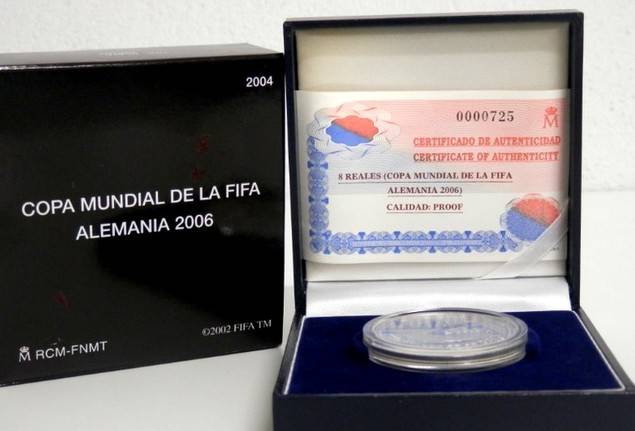 2004
COPA MUNDIAL DE LA FIFA
ALEMANIA 2006
©2002 FIFA TM
M RCM-FNMT
0000725
M
CERTIFICADO DE AUTENTICIDAD
CERTIFICATE OF AUTHENTICITY
8 REALES (COPA MUNDIAL DE LA FIFA
ALEMANIA 2006)
CALIDAD: PROOF